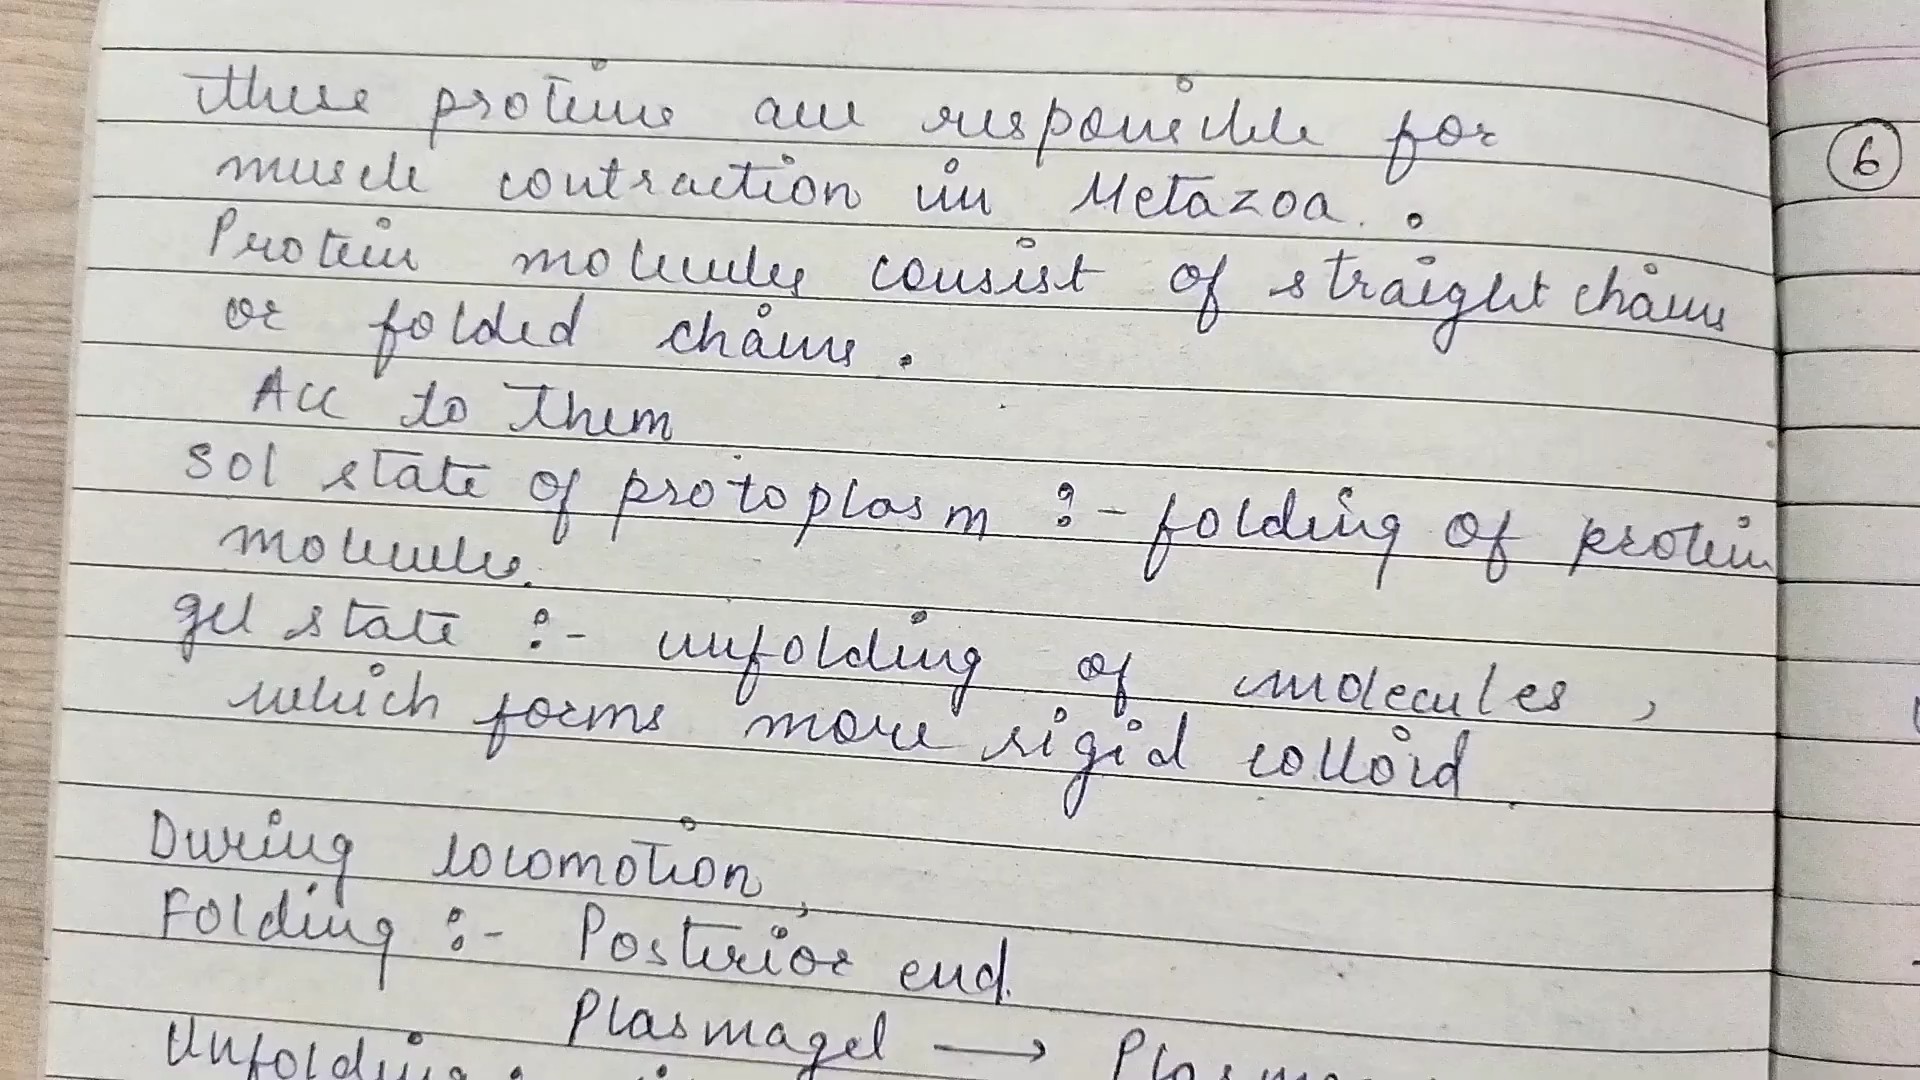 these proteins are responsible for
muscle contraction in Metazoa.
Protein molecules consist of straight chains
or folded chains.
Acc to them
Sol state of protoplasm :- folding of protein
molecules.
gel state :- unfolding of molecules,
which forms more rigid colloid
During locomotion,
Folding :- Posterior end.
Plasmagel →
Unfolding :
6